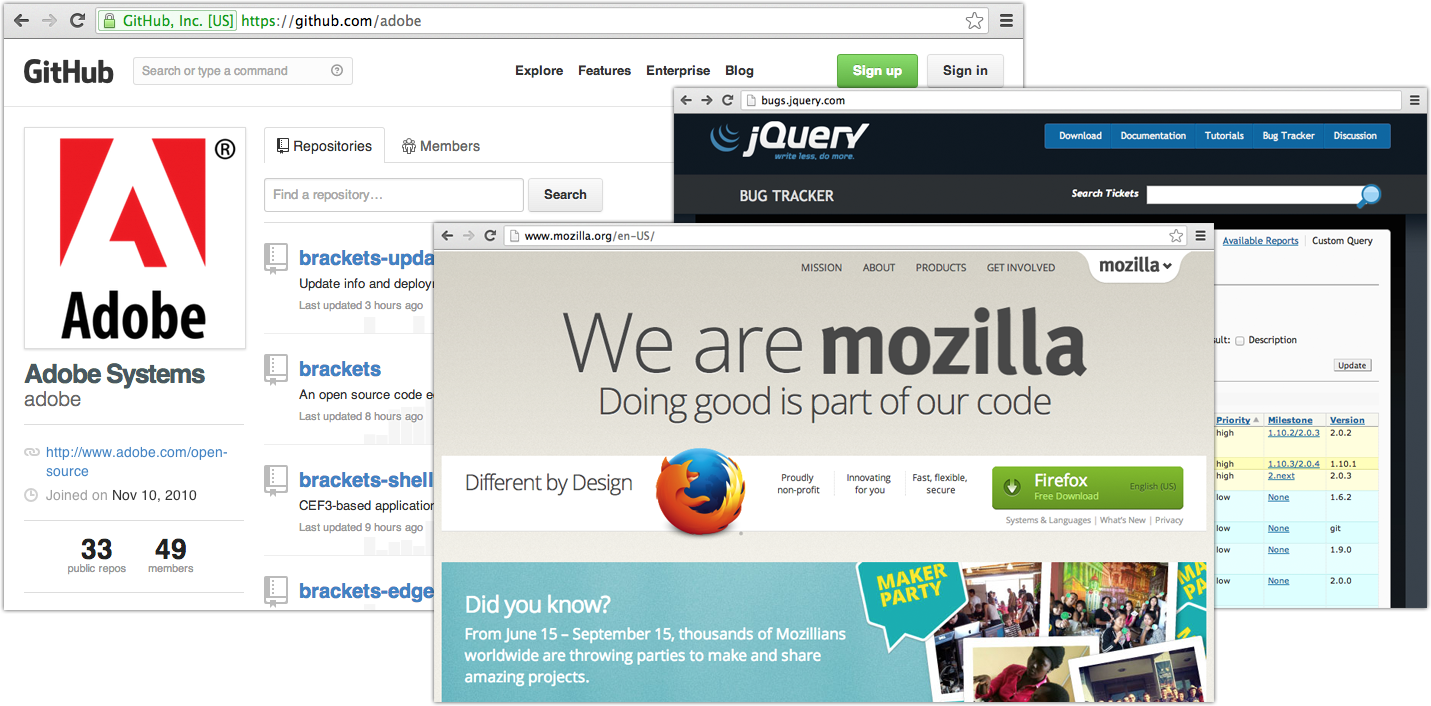 GitHub, Inc. [US] https://github.com/adobe
GitHub
Search or type a command
Explore Features Enterprise Blog
Sign up Sign in
®
Adobe
Adobe Systems
adobe
http://www.adobe.com/open-
source
Joined on Nov 10, 2010
33 49
public repos members
Repositories Members
Find a repository... Search
brackets-upda
Update info and deploy
Last updated 3 hours ago
brackets
An open source code e
Last updated 8 hours ago
brackets-shell
CEF3-based application
Last updated 9 hours ago
brackets-edge
bugs.jquery.com
jQuery
write less, do more.
Download Documentation Tutorials Bug Tracker Discussion
BUG TRACKER
Search Tickets
Available Reports Custom Query
ult: Description
Update
Priority Milestone Version
high 1.10.2/2.0.3 2.0.2
high 1.10.3/2.0.4 1.10.1
2.next 2.0.3
low None 1.6.2
low None git
low None 1.9.0
low None 2.0.0
www.mozilla.org/en-US/
MISSION ABOUT PRODUCTS GET INVOLVED
mozilla
We are mozilla
Doing good is part of our code
Different by Design
Proudly
non-profit
Innovating
for you
Fast, flexible,
secure
Firefox
Free Download
English (US)
Systems & Languages | What's New | Privacy
Did you know?
From June 15 – September 15, thousands of Mozillians
worldwide are throwing parties to make and share
amazing projects.
MAKER
PARTY